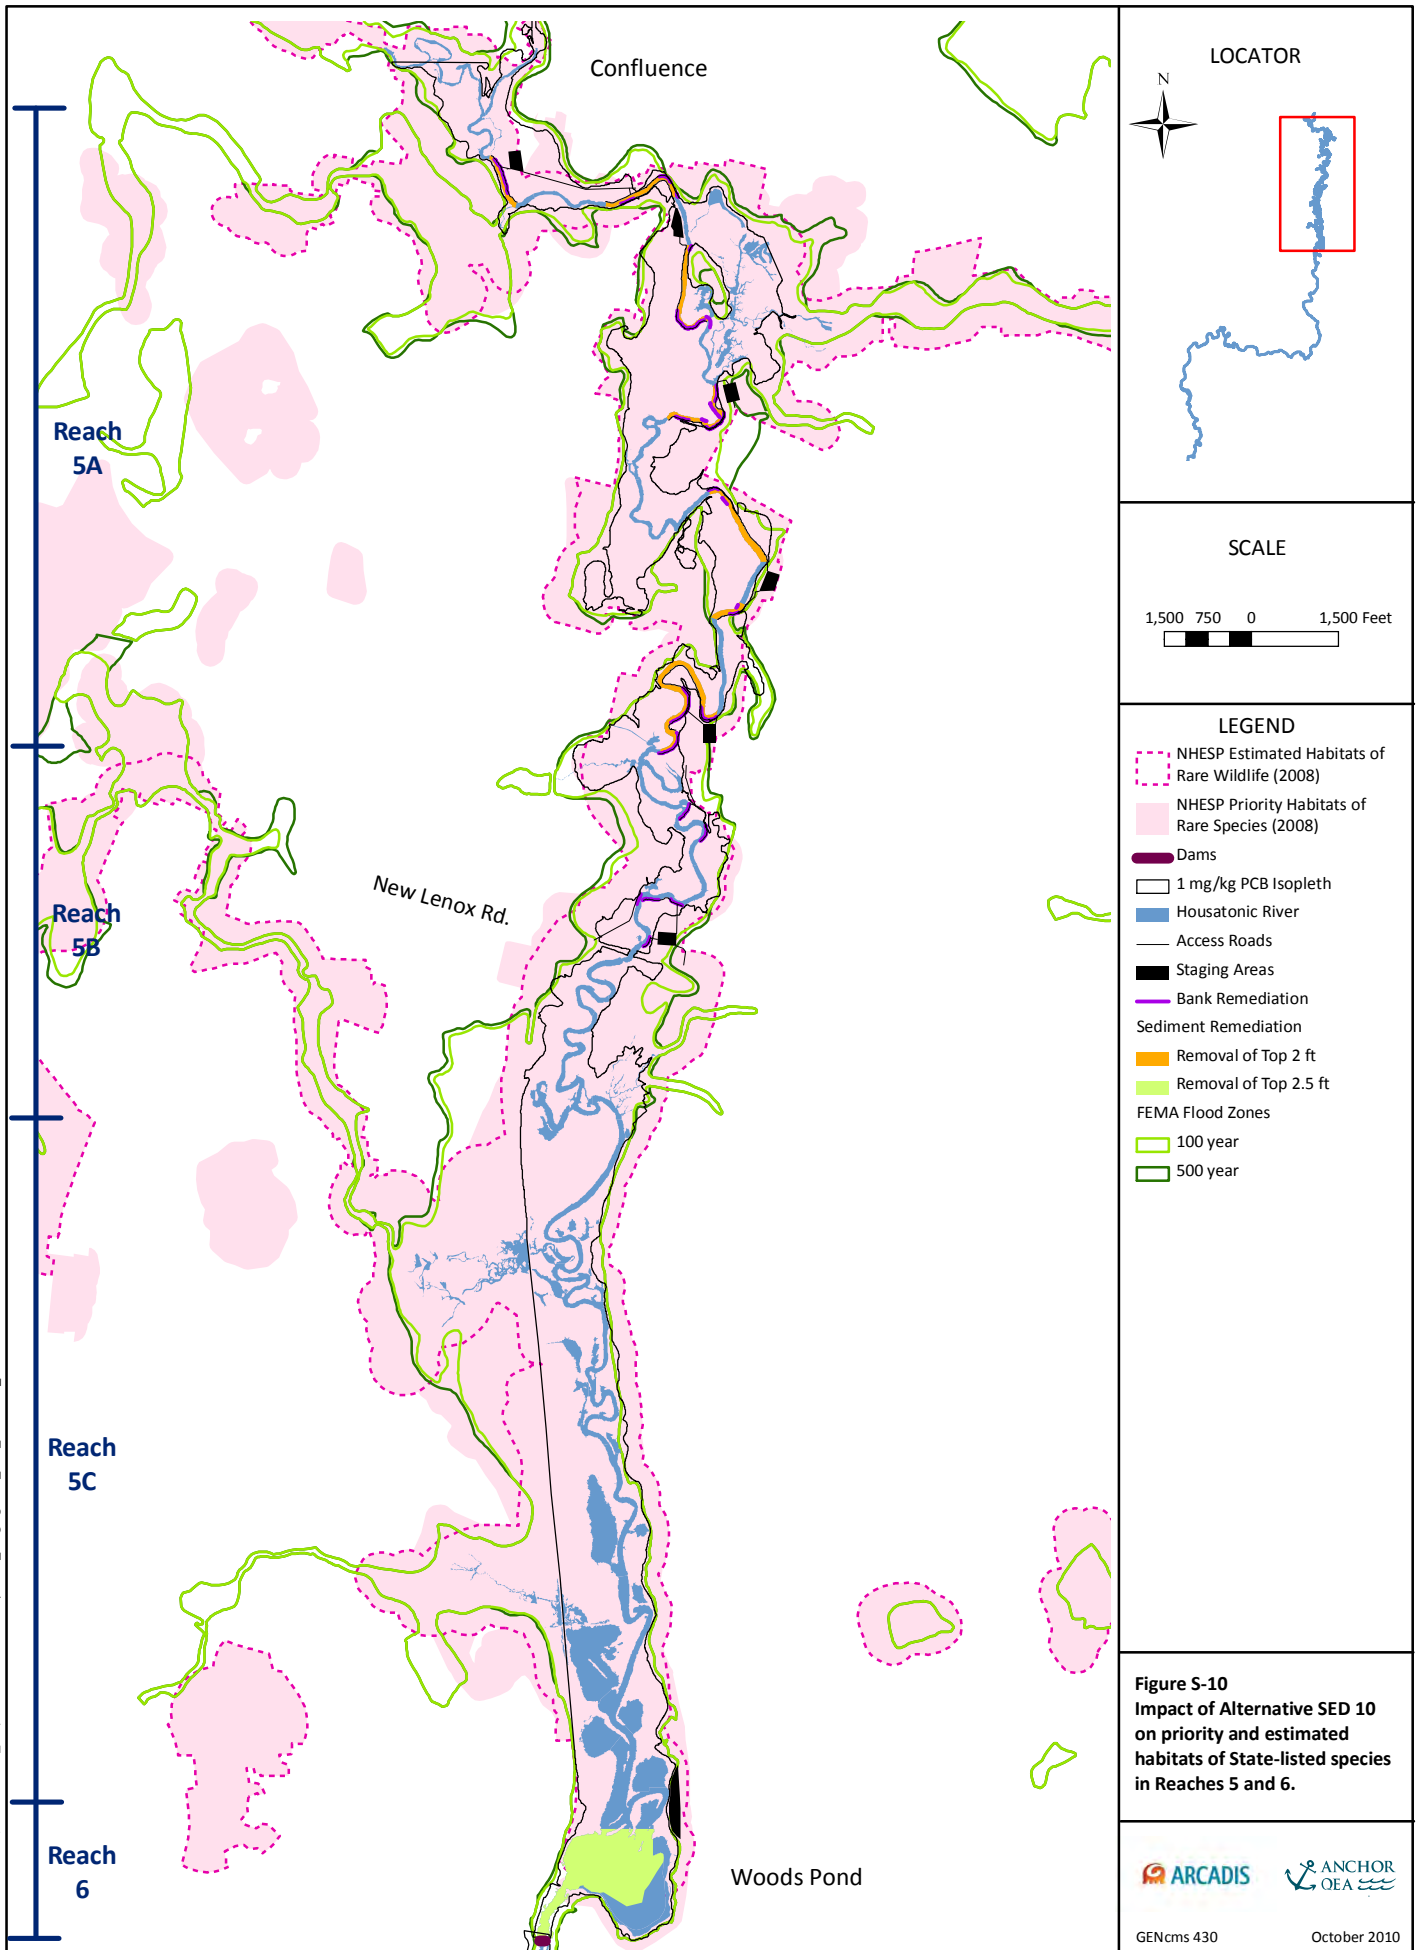 Confluence
Reach
5A
Reach
5B
New Lenox Rd.
Reach
5C
Reach
6
Woods Pond
LOCATOR
N
SCALE
1,500 750 0 1,500 Feet
LEGEND
NHESP Estimated Habitats of
Rare Wildlife (2008)
NHESP Priority Habitats of
Rare Species (2008)
Dams
1 mg/kg PCB Isopleth
Housatonic River
Access Roads
Staging Areas
Bank Remediation
Sediment Remediation
Removal of Top 2 ft
Removal of Top 2.5 ft
FEMA Flood Zones
100 year
500 year
Figure S-10
Impact of Alternative SED 10
on priority and estimated
habitats of State-listed species
in Reaches 5 and 6.
ARCADIS
ANCHOR
QEA
GENcms 430
October 2010